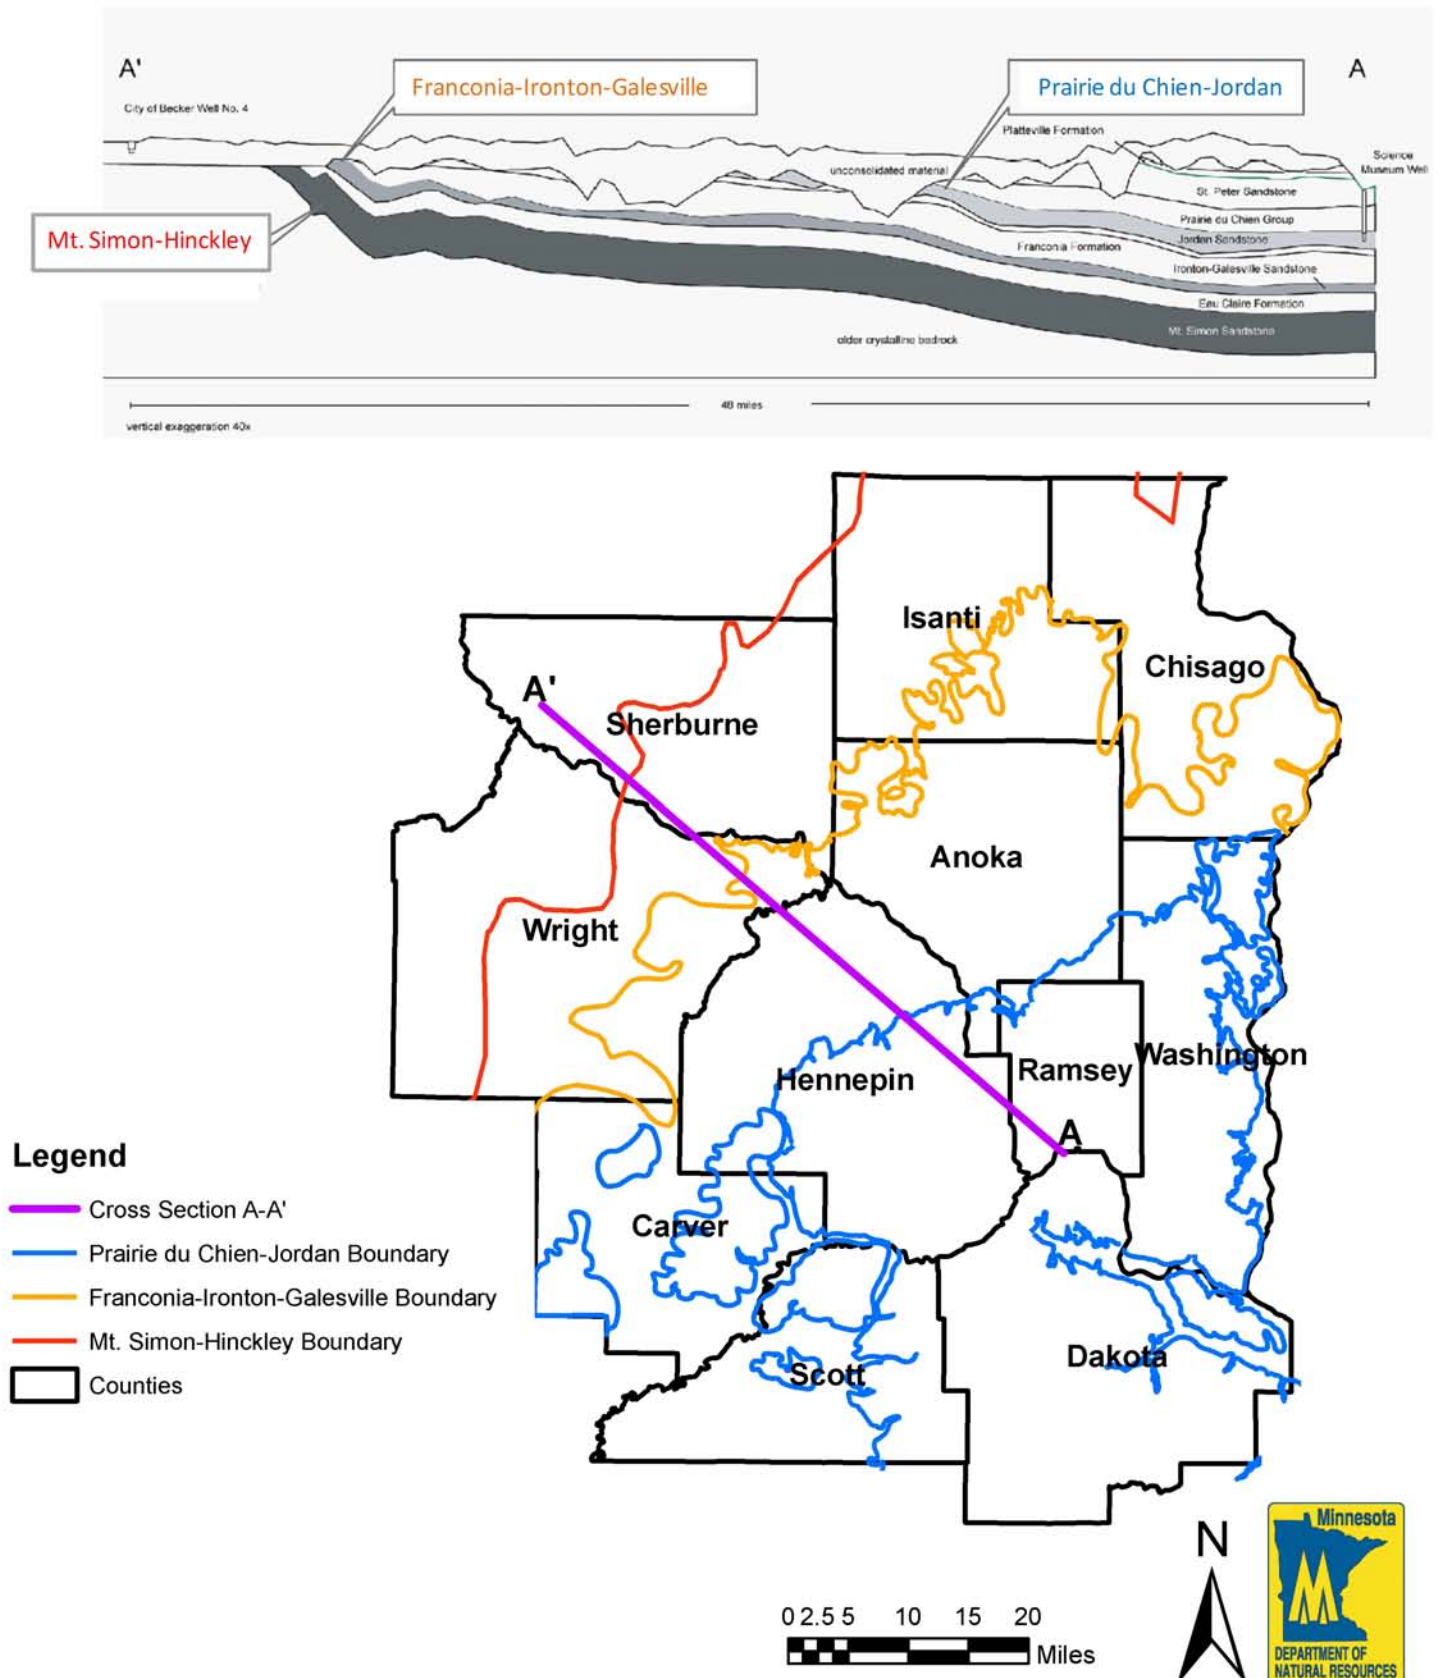 A'
A
Franconia-Ironton-Galesville
Prairie du Chien-Jordan
City of Becker Well No. 4
Platteville Formation
Science
Museum Well
unconsolidated material
St. Peter Sandstone
Mt. Simon-Hinckley
Prairie du Chien Group
Jordan Sandstone
Franconia Formation
Ironton-Galesville Sandstone
Eau Claire Formation
Mt. Simon Sandstone
older crystalline bedrock
48 miles
vertical exaggeration 40x
Isanti
Chisago
A'
Sherburne
Anoka
Wright
Washington
Ramsey
Hennepin
A
Carver
Dakota
Scott
Legend
Cross Section A-A'
Prairie du Chien-Jordan Boundary
Franconia-Ironton-Galesville Boundary
Mt. Simon-Hinckley Boundary
Counties
N
0 2.5 5 10 15 20
Miles
Minnesota
DEPARTMENT OF
NATURAL RESOURCES